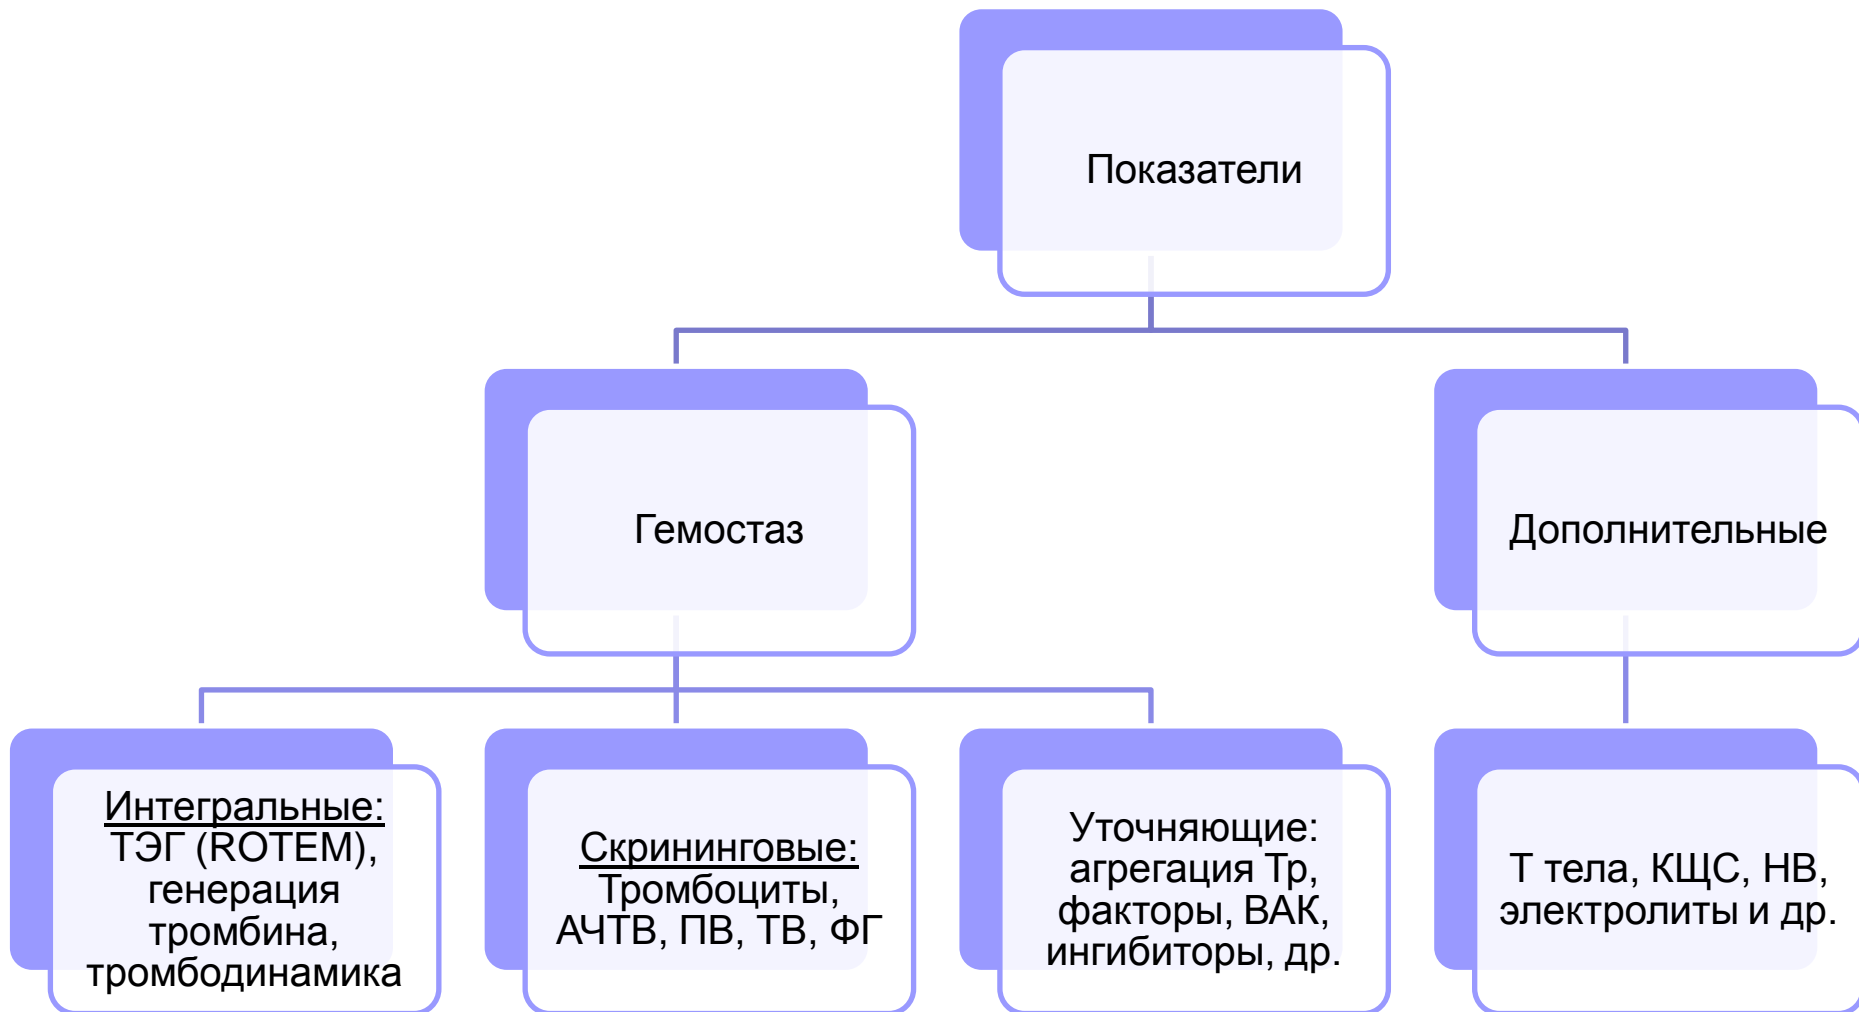 Показатели
Гемостаз
Дополнительные
Интегральные:
ТЭГ (ROTEM),
генерация
тромбина,
тромбодинамика
Скрининговые:
Тромбоциты,
АЧТВ, ПВ, ТВ, ФГ
Уточняющие:
агрегация Тр,
факторы, ВАК,
ингибиторы, др.
Т тела, КЩС, НВ,
электролиты и др.